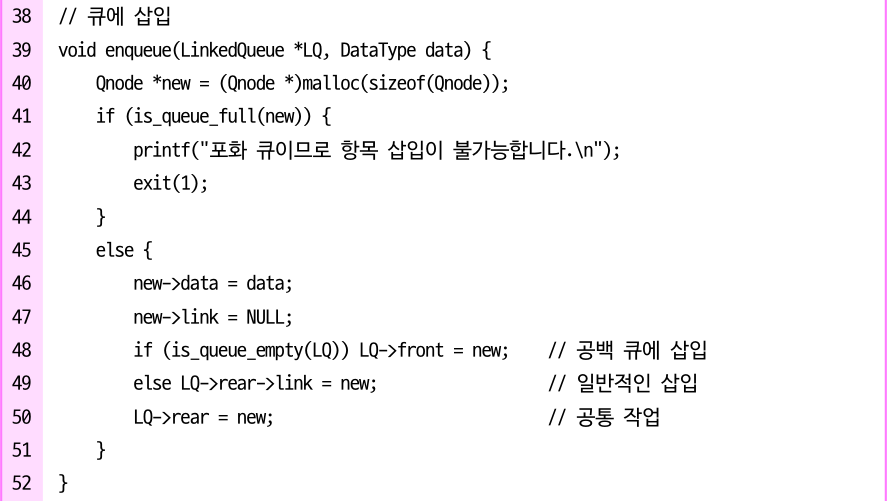 38 // 큐에 삽입
39 void enqueue(LinkedQueue *LQ, DataType data) {
40 Qnode *new = (Qnode *)malloc(sizeof(Qnode));
41 if (is_queue_full(new)) {
42 printf("포화 큐이므로 항목 삽입이 불가능합니다.\n");
43 exit(1);
44 }
45 else {
46 new->data = data;
47 new->link = NULL;
48 if (is_queue_empty(LQ)) LQ->front = new; // 공백 큐에 삽입
49 else LQ->rear->link = new; // 일반적인 삽입
50 LQ->rear = new; // 공통 작업
51 }
52 }